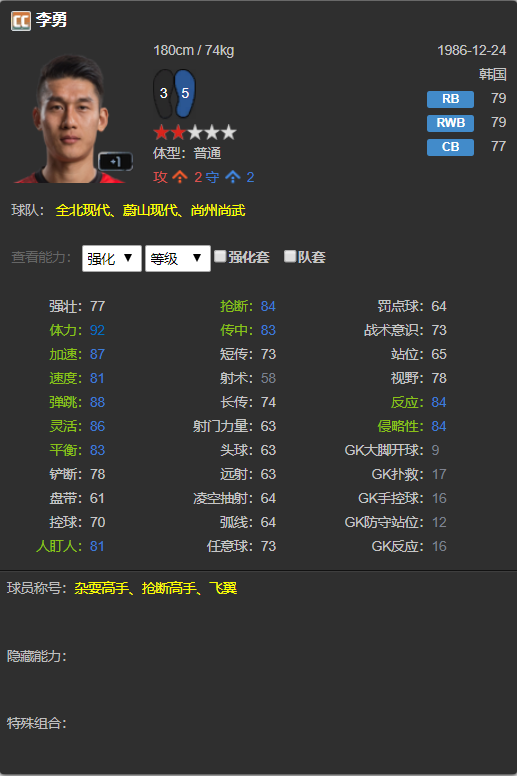 CC 李勇
180cm / 74kg 1986-12-24
韩国
3 5 RB 79
RWB 79
+1 体型：普通 CB 77
攻 2 守 2
球队： 全北现代、蔚山现代、尚州尚武
查看能力： 强化 ▼ 等级 ▼ 强化套 队套
强壮：77 抢断：84 罚点球：64
体力：92 传中：83 战术意识：73
加速：87 短传：73 站位：65
速度：81 射术：58 视野：78
弹跳：88 长传：74 反应：84
灵活：86 射门力量：63 侵略性：84
平衡：83 头球：63 GK大脚开球：9
铲断：78 远射：63 GK扑救：17
盘带：61 凌空抽射：64 GK手控球：16
控球：70 弧线：64 GK防守站位：12
人盯人：81 任意球：73 GK反应：16
球员称号：杂耍高手、抢断高手、飞翼
隐藏能力：
特殊组合：